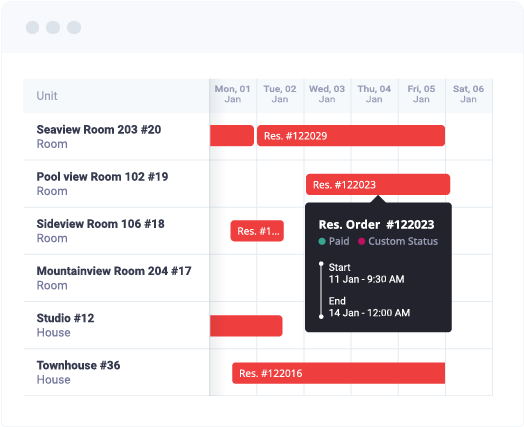 Unit
Mon, 01 Jan
Tue, 02 Jan
Wed, 03 Jan
Thu, 04 Jan
Fri, 05 Jan
Sat, 06 Jan
Seaview Room 203 #20
Room
Res. #122029
Pool view Room 102 #19
Room
Res. #122023
Sideview Room 106 #18
Room
Res. #1...
Res. Order #122023
Paid
Custom Status
Start
11 Jan - 9:30 AM
End
14 Jan - 12:00 AM
Mountainview Room 204 #17
Room
Studio #12
House
Townhouse #36
House
Res. #122016